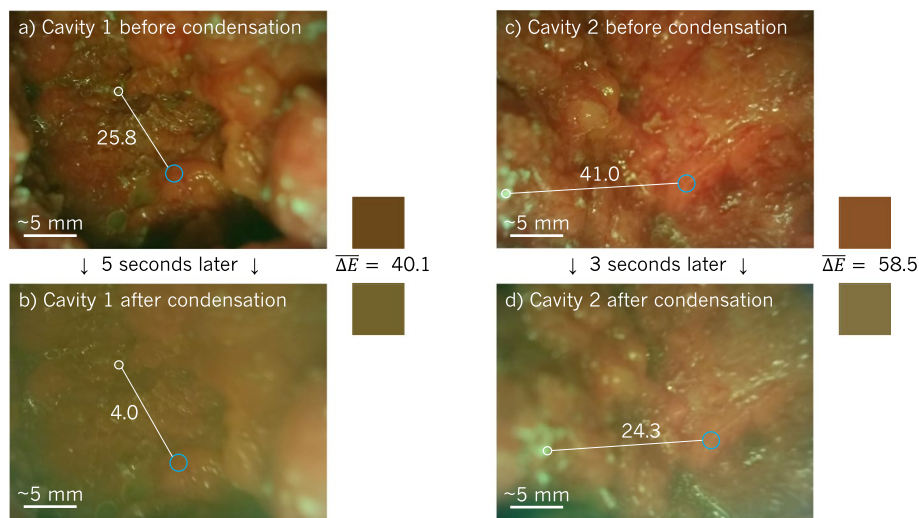 a) Cavity 1 before condensation
25.8
~5 mm
↓ 5 seconds later ↓
b) Cavity 1 after condensation
4.0
~5 mm
ΔE = 40.1
c) Cavity 2 before condensation
41.0
~5 mm
↓ 3 seconds later ↓
d) Cavity 2 after condensation
24.3
~5 mm
ΔE = 58.5